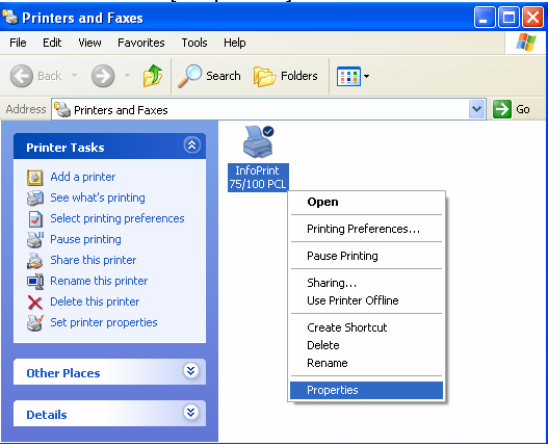 Printers and Faxes
File Edit View Favorites Tools Help
Back Search Folders
Address Printers and Faxes Go
Printer Tasks
Add a printer
See what's printing
Select printing preferences
Pause printing
Share this printer
Rename this printer
Delete this printer
Set printer properties
Other Places
Details
InfoPrint
75/100 PCL
Open
Printing Preferences...
Pause Printing
Sharing...
Use Printer Offline
Create Shortcut
Delete
Rename
Properties